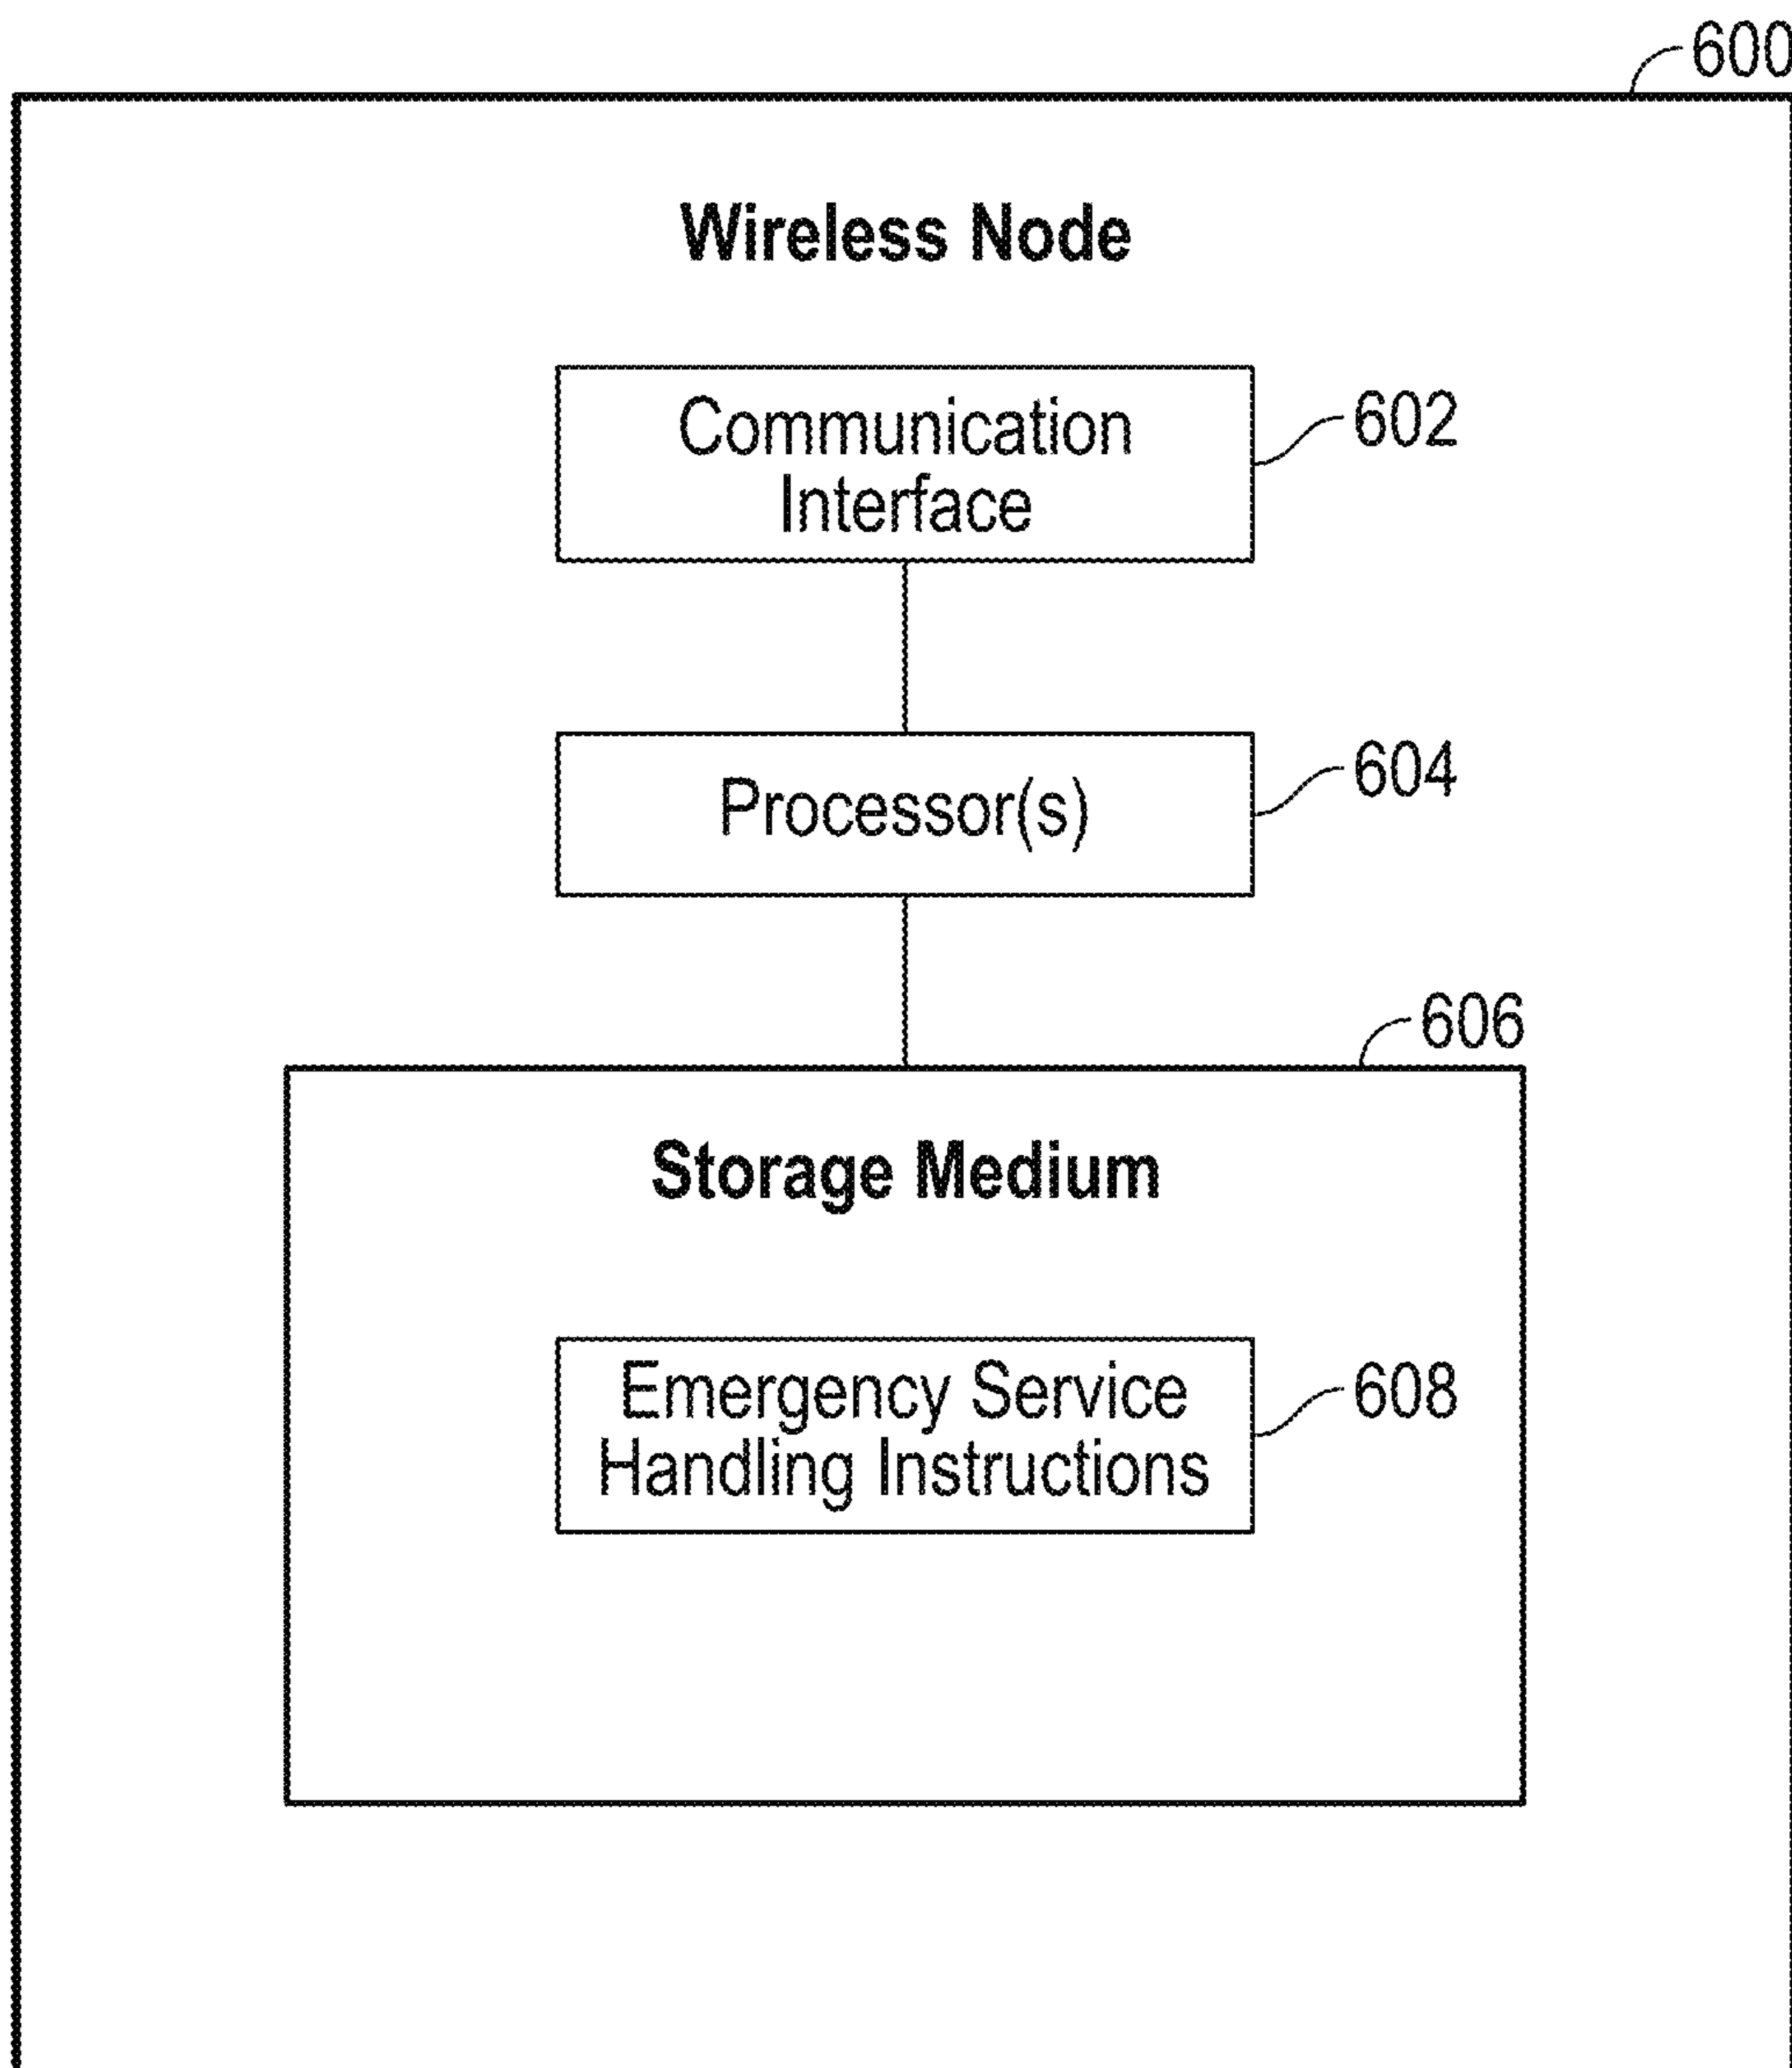 600
Wireless Node
Communication
Interface
602
Processor(s)
604
606
Storage Medium
Emergency Service
Handling Instructions
608